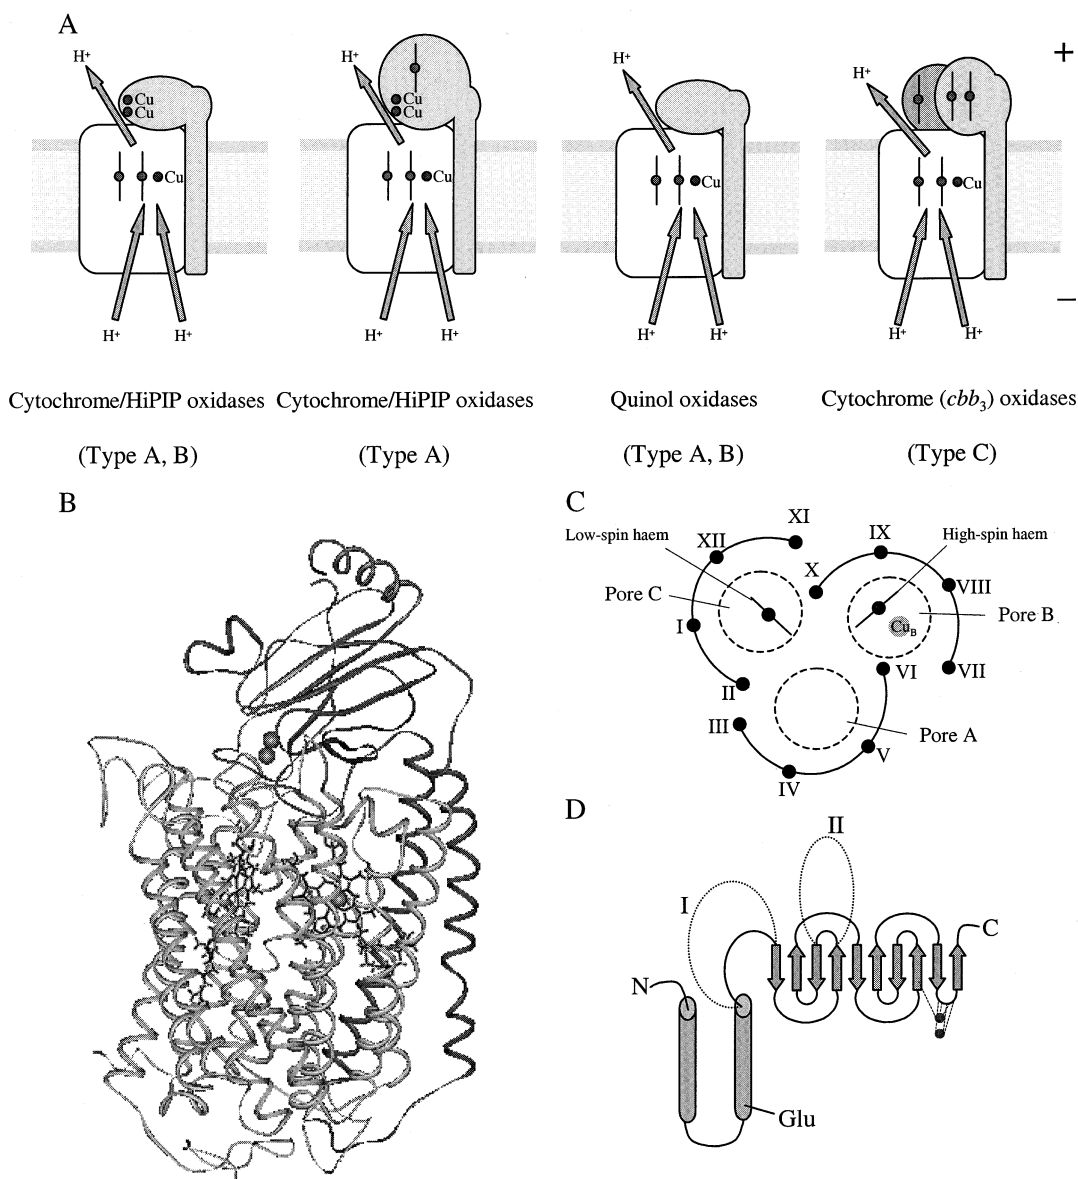 A
H⁺
H⁺
H⁺
H⁺
+
Cu
Cu
Cu
Cu
Cu
Cu
Cu
Cu
−
H⁺
H⁺
H⁺
H⁺
H⁺
H⁺
H⁺
H⁺
Cytochrome/HiPIP oxidases
Cytochrome/HiPIP oxidases
Quinol oxidases
Cytochrome (cbb₃) oxidases
(Type A, B)
(Type A)
(Type A, B)
(Type C)
B
C
XI
Low-spin haem
XII
IX
High-spin haem
X
VIII
Pore C
Pore B
I
Cu_B
II
VI
VII
III
Pore A
V
IV
D
II
I
C
N
Glu